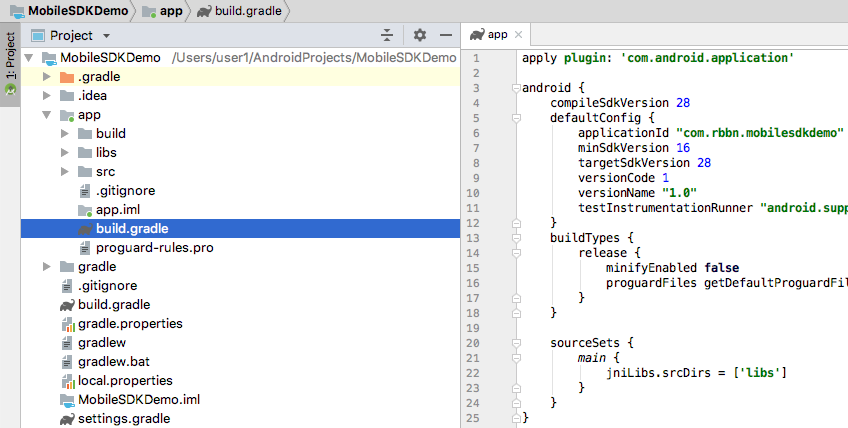 MobileSDKDemo app build.gradle
1: Project
Project
MobileSDKDemo /Users/user1/AndroidProjects/MobileSDKDemo
.gradle
.idea
app
build
libs
src
.gitignore
app.iml
build.gradle
proguard-rules.pro
gradle
.gitignore
build.gradle
gradle.properties
gradlew
gradlew.bat
local.properties
MobileSDKDemo.iml
settings.gradle
app
1 apply plugin: 'com.android.application'
2
3 android {
4 compileSdkVersion 28
5 defaultConfig {
6 applicationId "com.rbbn.mobilesdkdemo"
7 minSdkVersion 16
8 targetSdkVersion 28
9 versionCode 1
10 versionName "1.0"
11 testInstrumentationRunner "android.supp
12 }
13 buildTypes {
14 release {
15 minifyEnabled false
16 proguardFiles getDefaultProguardFil
17 }
18 }
19
20 sourceSets {
21 main {
22 jniLibs.srcDirs = ['libs']
23 }
24 }
25 }